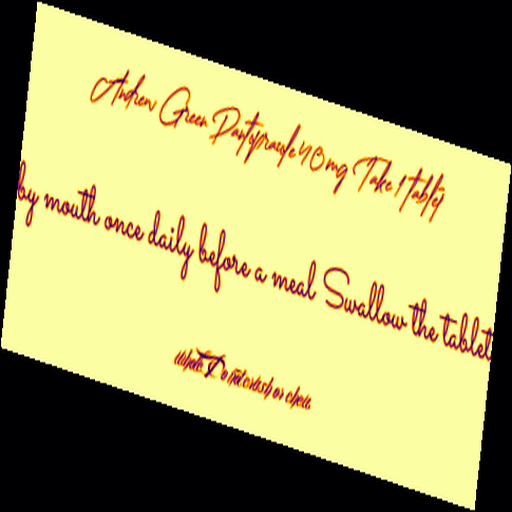 Andrew Green Pantoprazole 40mg Take 1 tablet
by mouth once daily before a meal Swallow the tablet
whole Do not crush or chew